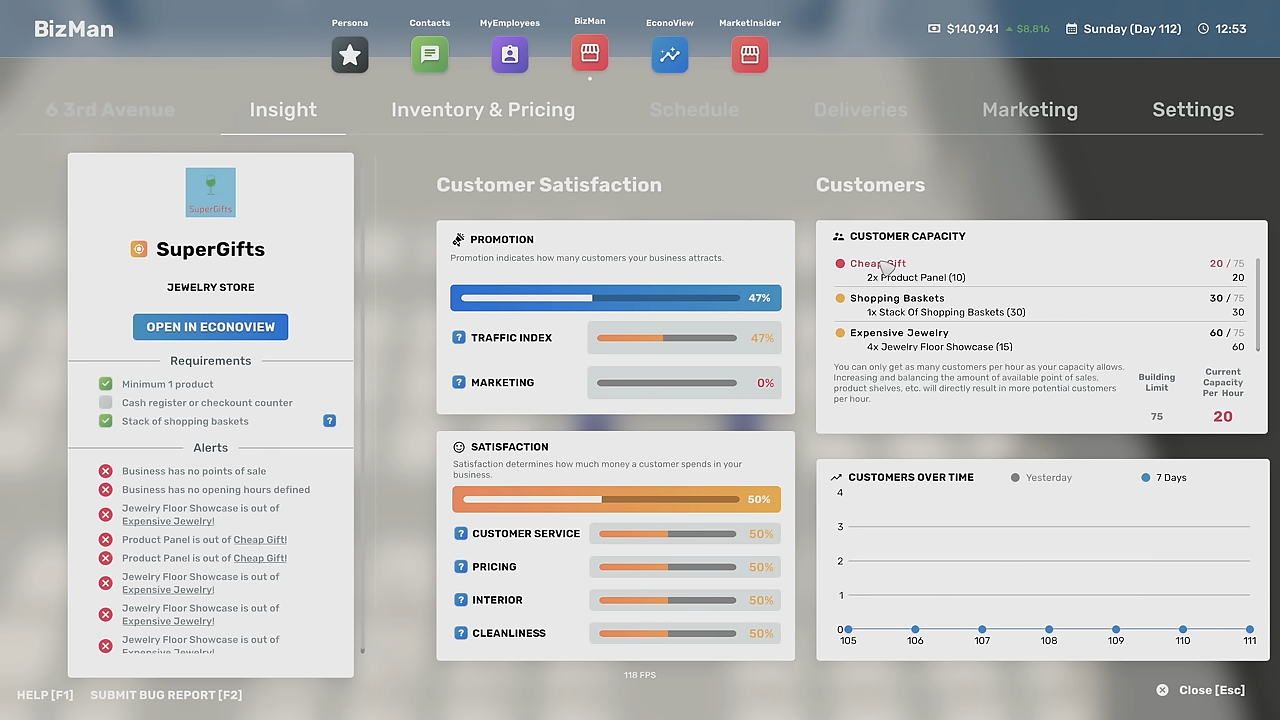 BizMan
Persona
Contacts
MyEmployees
BizMan
EconoView
MarketInsider
$140,941
$8,816
Sunday (Day 112)
12:53
6 3rd Avenue
Insight
Inventory & Pricing
Schedule
Deliveries
Marketing
Settings
SuperGifts
SuperGifts
JEWELRY STORE
OPEN IN ECONOVIEW
Requirements
Minimum 1 product
Cash register or checkount counter
Stack of shopping baskets
?
Alerts
Business has no points of sale
Business has no opening hours defined
Jewelry Floor Showcase is out of
Expensive Jewelry!
Product Panel is out of Cheap Gift!
Product Panel is out of Cheap Gift!
Jewelry Floor Showcase is out of
Expensive Jewelry!
Jewelry Floor Showcase is out of
Expensive Jewelry!
Jewelry Floor Showcase is out of
Expensive Jewelry!
Customer Satisfaction
PROMOTION
Promotion indicates how many customers your business attracts.
47%
? TRAFFIC INDEX 47%
? MARKETING 0%
SATISFACTION
Satisfaction determines how much money a customer spends in your
business.
50%
? CUSTOMER SERVICE 50%
? PRICING 50%
? INTERIOR 50%
? CLEANLINESS 50%
Customers
CUSTOMER CAPACITY
Cheap Gift 20 / 75
2x Product Panel (10) 20
Shopping Baskets 30 / 75
1x Stack Of Shopping Baskets (30) 30
Expensive Jewelry 60 / 75
4x Jewelry Floor Showcase (15) 60
You can only get as many customers per hour as your capacity allows.
Increasing and balancing the amount of available point of sales,
product shelves, etc. will directly result in more potential customers
per hour.
Building
Limit
75
Current
Capacity
Per Hour
20
CUSTOMERS OVER TIME
Yesterday
7 Days
4
3
2
1
0
105 106 107 108 109 110 111
118 FPS
HELP [F1]
SUBMIT BUG REPORT [F2]
Close [Esc]